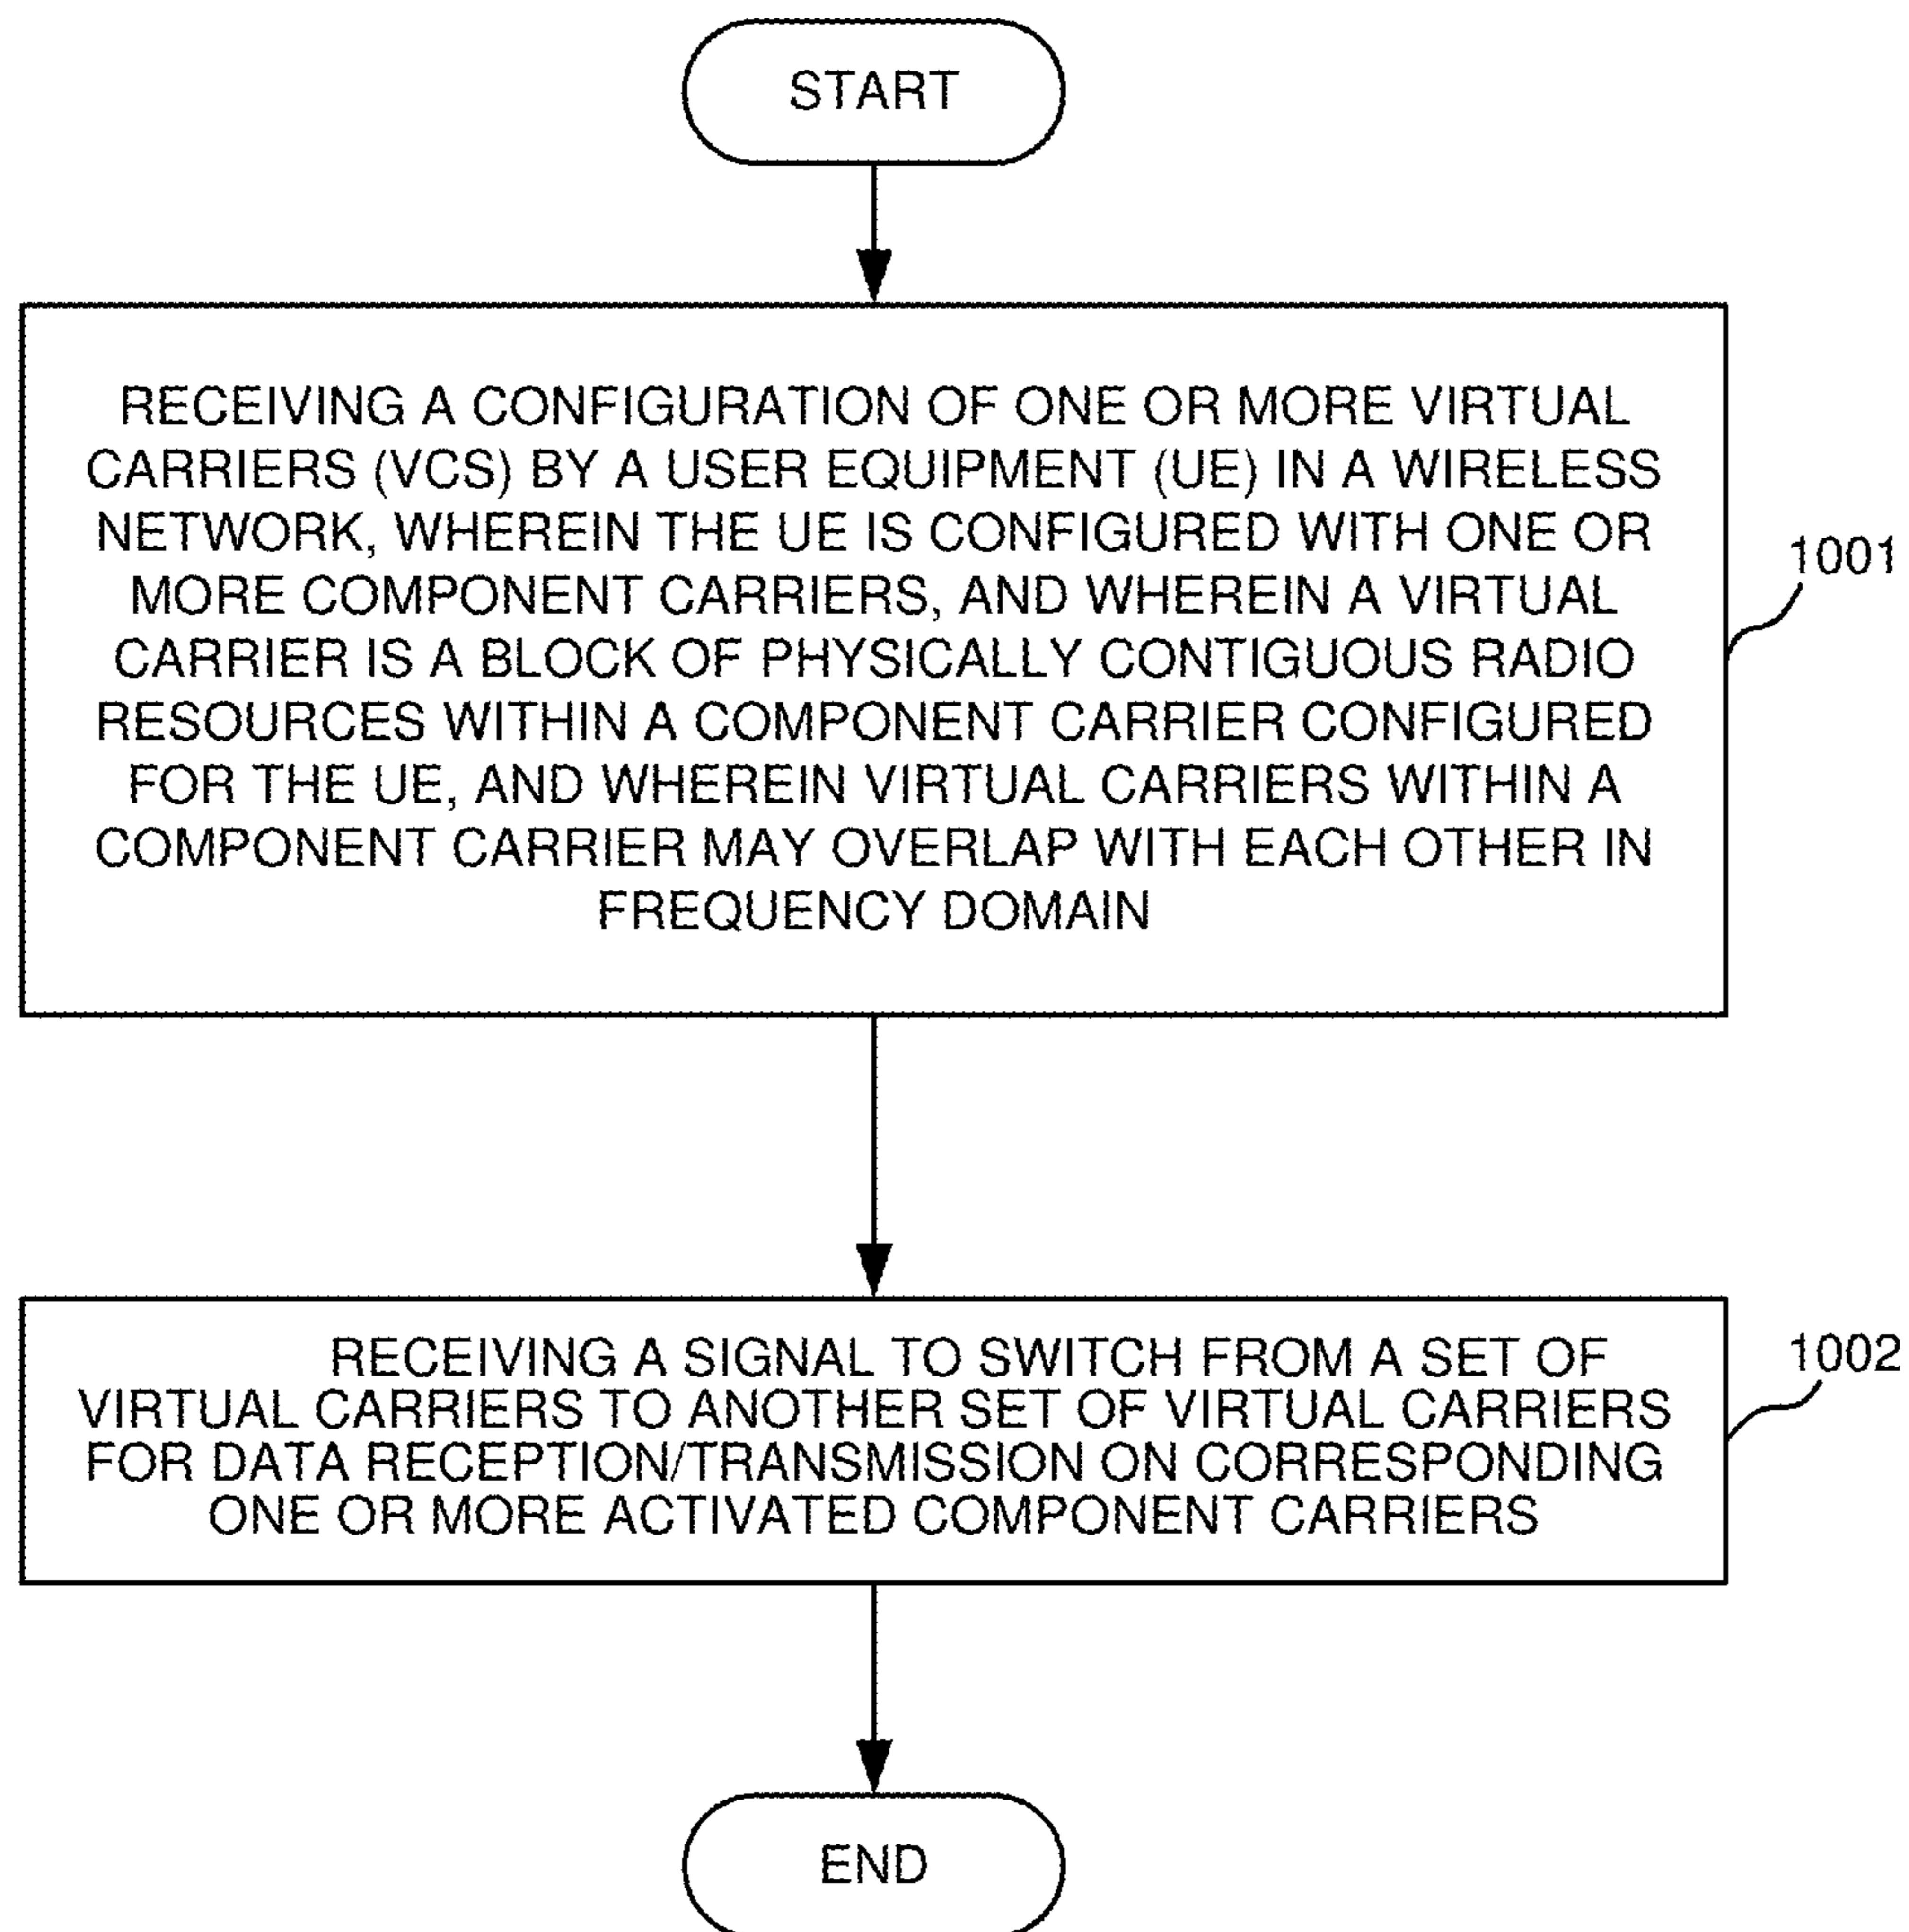 START
RECEIVING A CONFIGURATION OF ONE OR MORE VIRTUAL
CARRIERS (VCS) BY A USER EQUIPMENT (UE) IN A WIRELESS
NETWORK, WHEREIN THE UE IS CONFIGURED WITH ONE OR
MORE COMPONENT CARRIERS, AND WHEREIN A VIRTUAL
CARRIER IS A BLOCK OF PHYSICALLY CONTIGUOUS RADIO
RESOURCES WITHIN A COMPONENT CARRIER CONFIGURED
FOR THE UE, AND WHEREIN VIRTUAL CARRIERS WITHIN A
COMPONENT CARRIER MAY OVERLAP WITH EACH OTHER IN
FREQUENCY DOMAIN
1001
RECEIVING A SIGNAL TO SWITCH FROM A SET OF
VIRTUAL CARRIERS TO ANOTHER SET OF VIRTUAL CARRIERS
FOR DATA RECEPTION/TRANSMISSION ON CORRESPONDING
ONE OR MORE ACTIVATED COMPONENT CARRIERS
1002
END